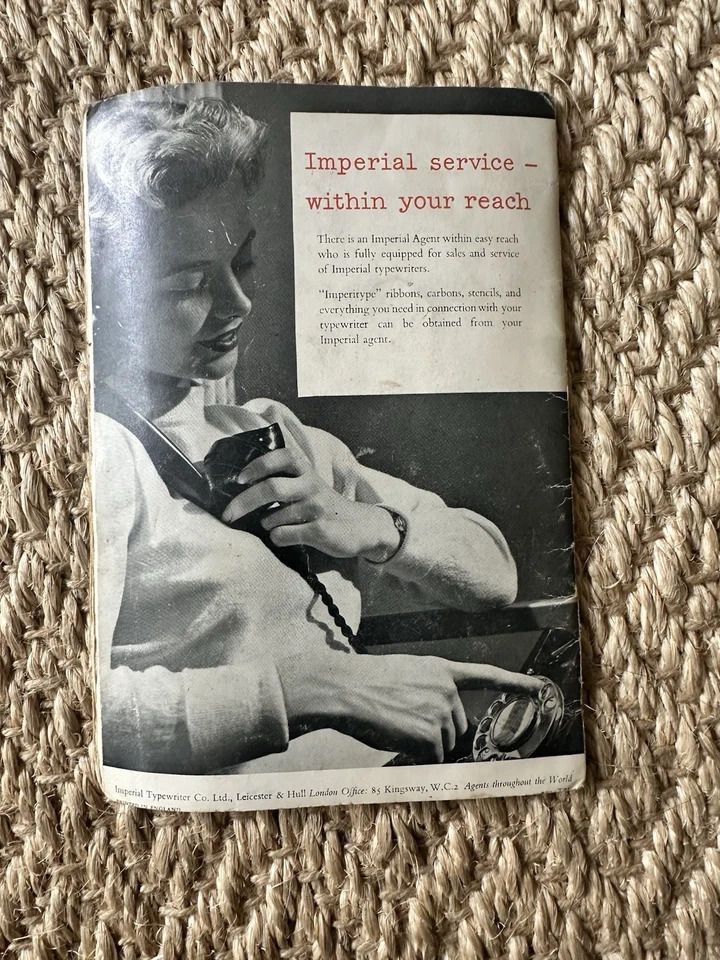 Imperial service –
within your reach
There is an Imperial Agent within easy reach
who is fully equipped for sales and service
of Imperial typewriters.
"Imperitype" ribbons, carbons, stencils, and
everything you need in connection with your
typewriter can be obtained from your
Imperial agent.
Imperial Typewriter Co. Ltd., Leicester & Hull London Office: 85 Kingsway, W.C.2 Agents throughout the World
PRINTED IN ENGLAND